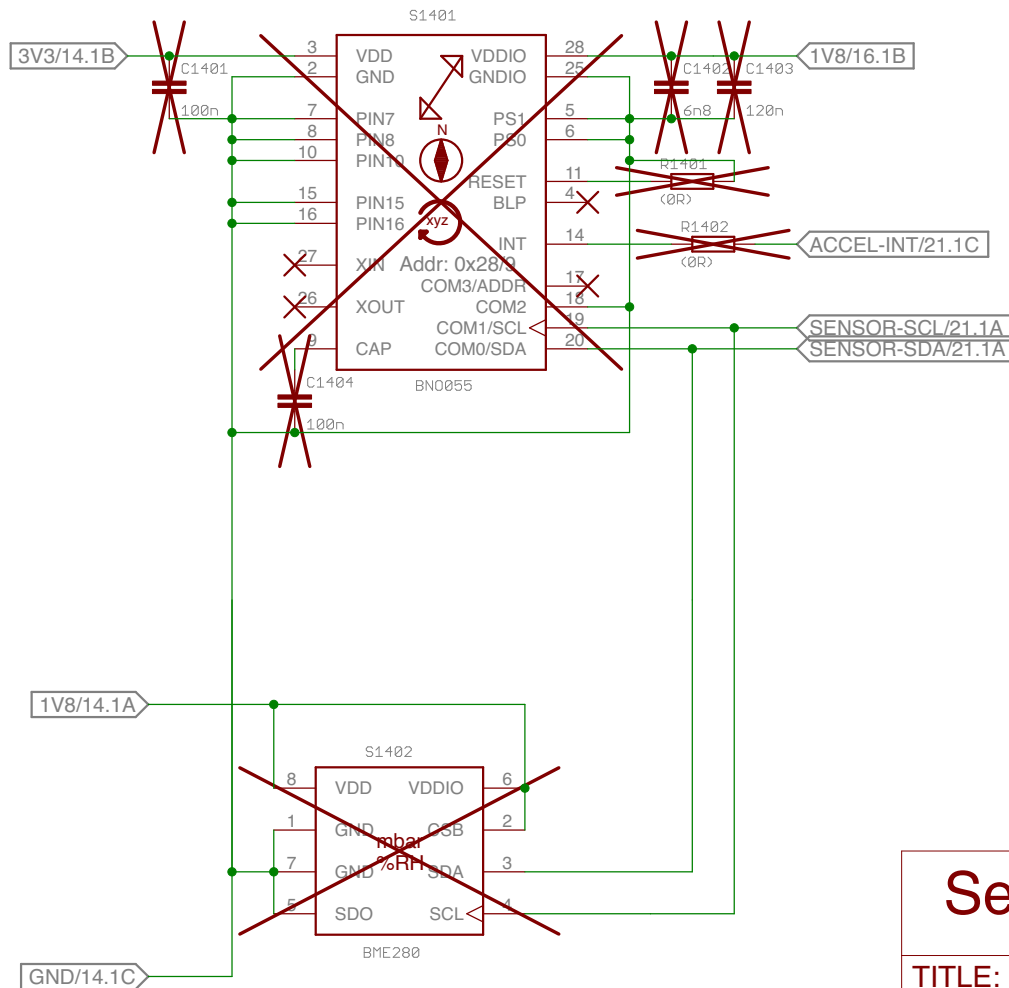 S1401
3V3/14.1B
3 VDD VDDIO 28
1V8/16.1B
2 GND GNDIO 25
C1401
C1402
C1403
100n
6n8
120n
7 PIN7 PS1 5
8 PIN8 PS0 6
N
10 PIN10
R1401
RESET 11
(0R)
15 PIN15 BLP 4
16 PIN16
xyz
R1402
INT 14
ACCEL-INT/21.1C
(0R)
27 XIN
Addr: 0x28/9
COM3/ADDR 17
26 XOUT COM2 18
COM1/SCL 19
SENSOR-SCL/21.1A
9 CAP COM0/SDA 20
SENSOR-SDA/21.1A
C1404
BNO055
100n
1V8/14.1A
S1402
8 VDD VDDIO 6
1 GND CSB 2
mbar
%RH
7 GND SDA 3
5 SDO SCL 4
BME280
Se
GND/14.1C
TITLE: